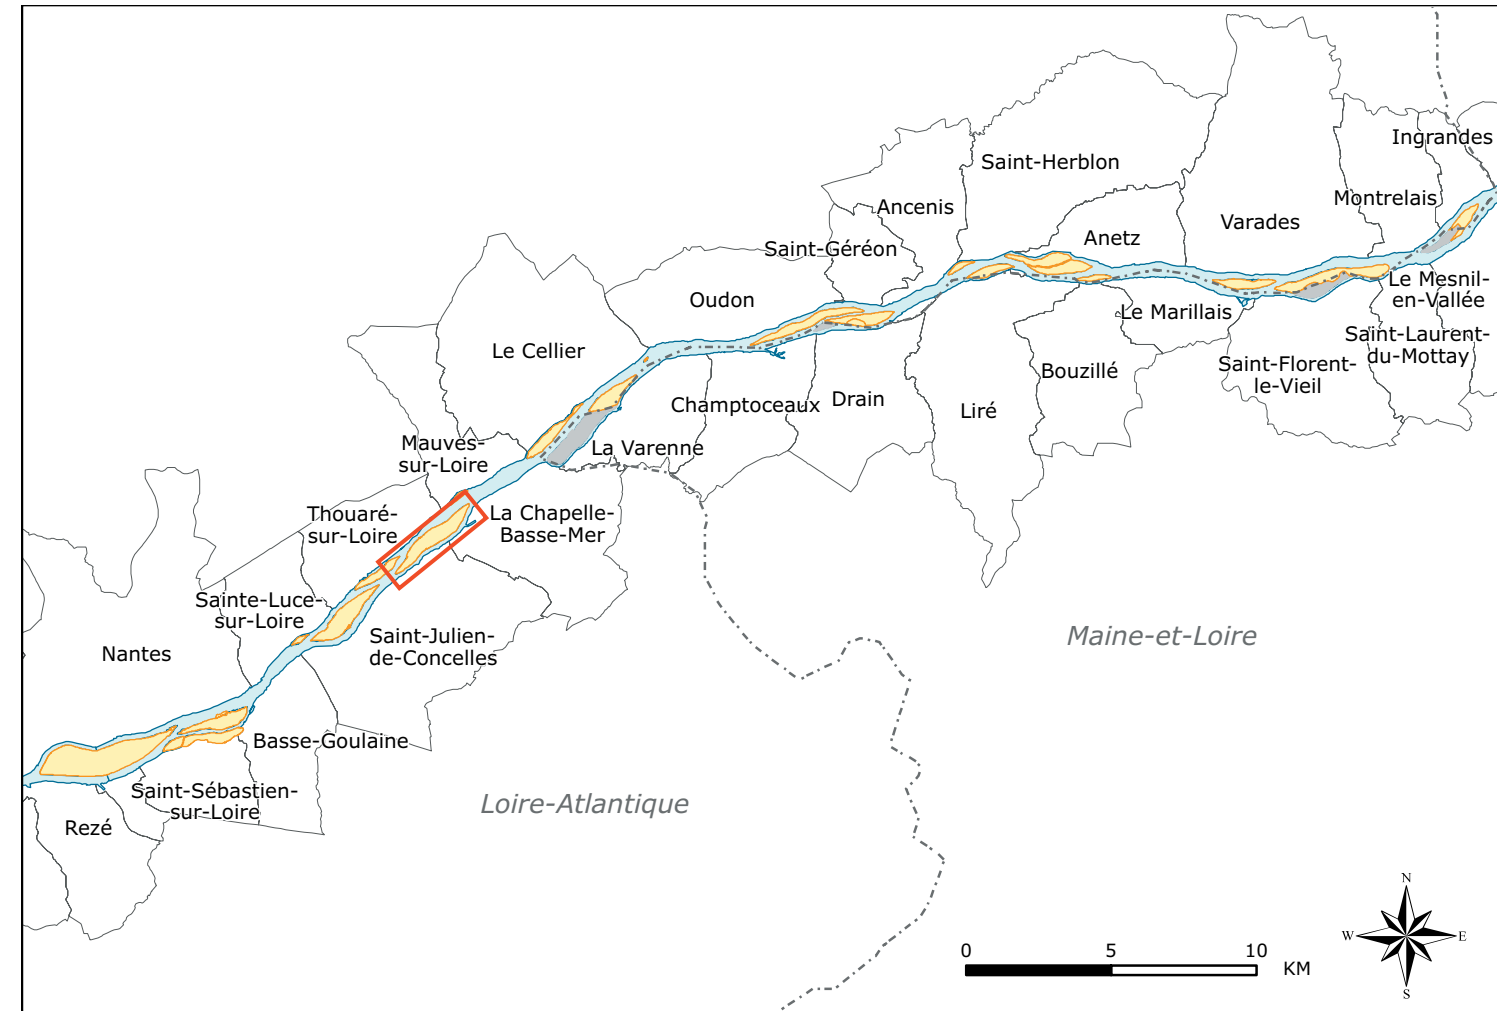 Ingrandes
Saint-Herblon
Montrelais
Ancenis
Varades
Anetz
Saint-Géréon
Le Mesnil-
en-Vallée
Oudon
Le Marillais
Saint-Laurent-
du-Mottay
Le Cellier
Saint-Florent-
le-Vieil
Bouzillé
Champtoceaux
Drain
Liré
Mauves-
sur-Loire
La Varenne
Thouaré-
sur-Loire
La Chapelle-
Basse-Mer
Sainte-Luce-
sur-Loire
Saint-Julien-
de-Concelles
Maine-et-Loire
Nantes
Basse-Goulaine
Saint-Sébastien-
sur-Loire
Loire-Atlantique
Rezé
N
W
E
S
0 5 10
KM